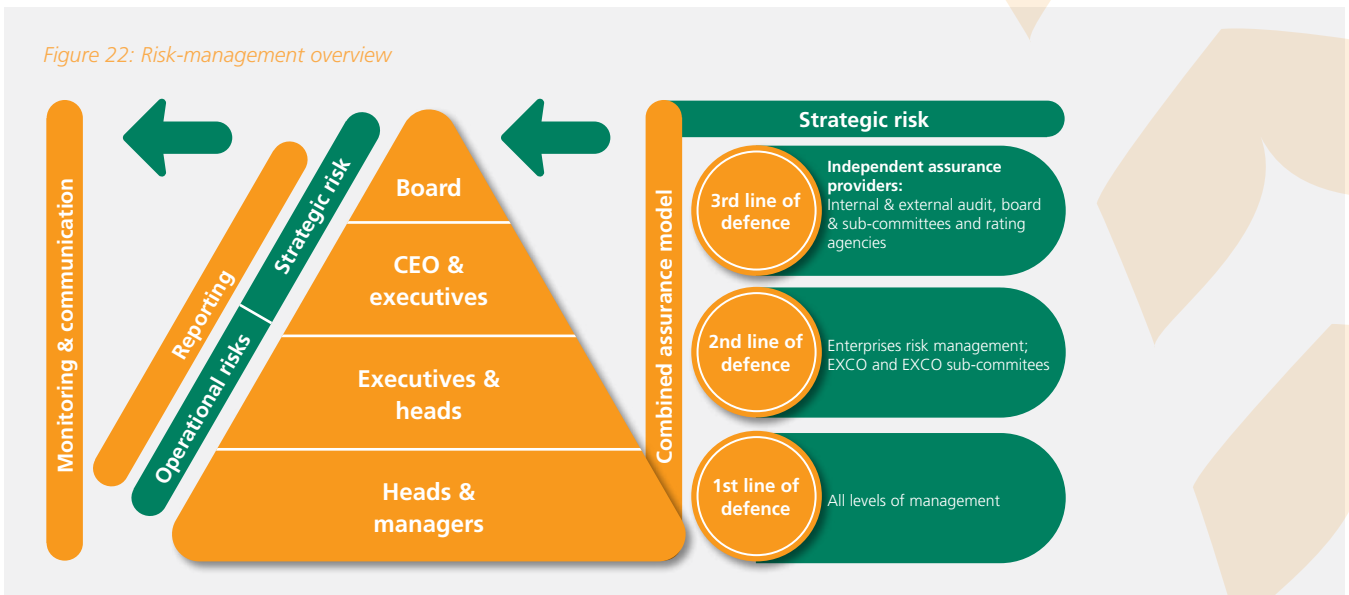 Figure 22: Risk-management overview
Monitoring & communication
Reporting
Operational risks
Strategic risk
Board
CEO &
executives
Executives &
heads
Heads &
managers
Combined assurance model
Strategic risk
3rd line of
defence
Independent assurance
providers:
Internal & external audit, board
& sub-committees and rating
agencies
2nd line of
defence
Enterprises risk management;
EXCO and EXCO sub-commitees
1st line of
defence
All levels of management